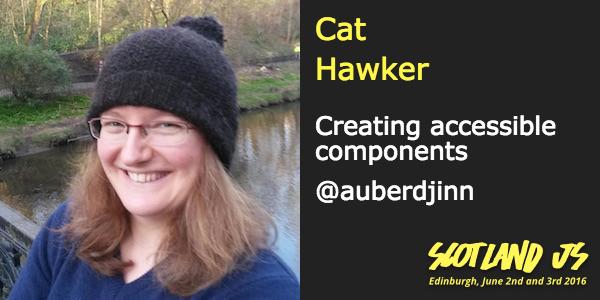 Cat
Hawker
Creating accessible
components
@auberdjinn
SCOTLAND JS
Edinburgh, June 2nd and 3rd 2016